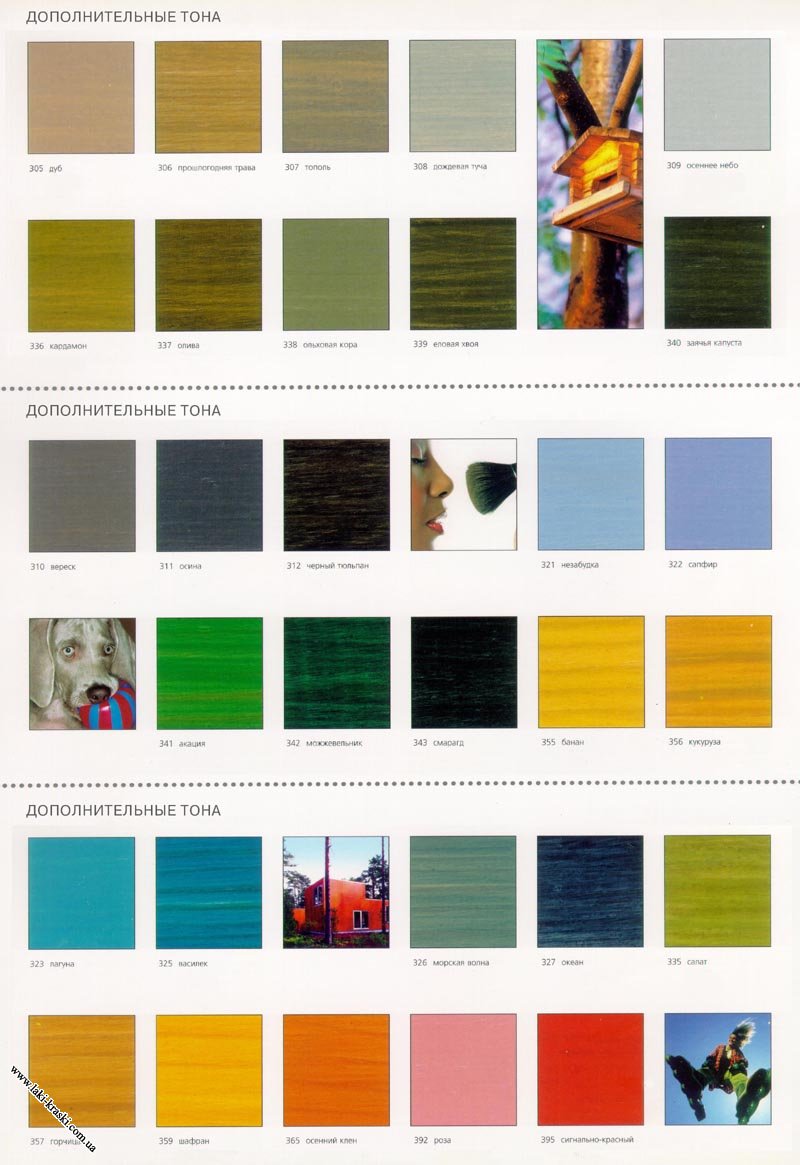 ДОПОЛНИТЕЛЬНЫЕ ТОНА
305 дуб
306 прошлогодняя трава
307 тополь
308 дождевая туча
309 осеннее небо
336 кардамон
337 олива
338 ольховая кора
339 еловая хвоя
340 заячья капуста
ДОПОЛНИТЕЛЬНЫЕ ТОНА
310 вереск
311 осина
312 черный тюльпан
321 незабудка
322 сапфир
341 акация
342 можжевельник
343 смарагд
355 банан
356 кукуруза
ДОПОЛНИТЕЛЬНЫЕ ТОНА
323 лагуна
325 василек
326 морская волна
327 океан
335 салат
357 горчица
359 шафран
365 осенний клен
392 роза
395 сигнально-красный
www.laki-kraski.com.ua